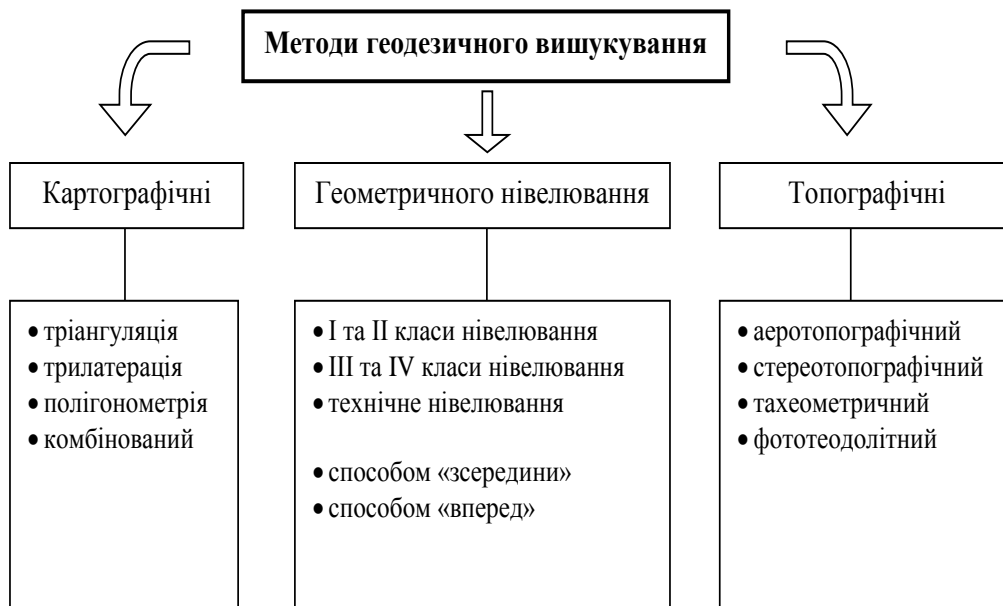 Методи геодезичного вишукування
Картографічні
Геометричного нівелювання
Топографічні
• тріангуляція
• трилатерація
• полігонометрія
• комбінований
• I та II класи нівелювання
• III та IV класи нівелювання
• технічне нівелювання
• способом «зсередини»
• способом «вперед»
• аеротопографічний
• стереотопографічний
• тахеометричний
• фототеодолітний